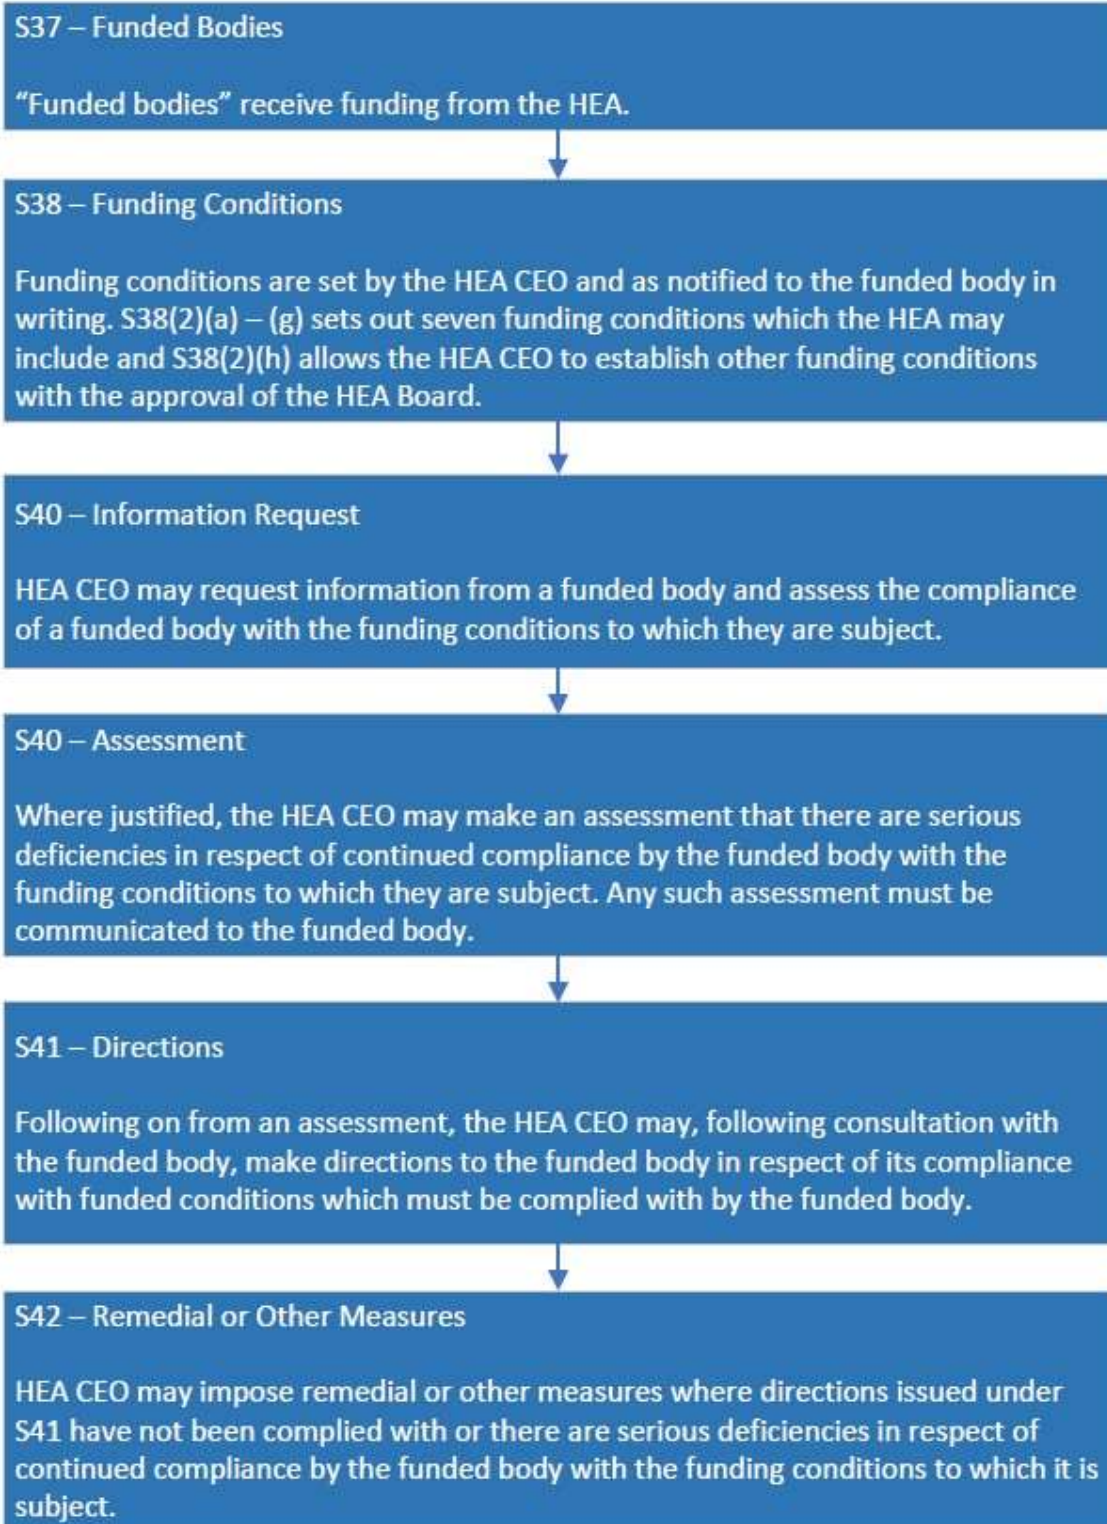 S37 – Funded Bodies
“Funded bodies” receive funding from the HEA.
S38 – Funding Conditions
Funding conditions are set by the HEA CEO and as notified to the funded body in
writing. S38(2)(a) – (g) sets out seven funding conditions which the HEA may
include and S38(2)(h) allows the HEA CEO to establish other funding conditions
with the approval of the HEA Board.
S40 – Information Request
HEA CEO may request information from a funded body and assess the compliance
of a funded body with the funding conditions to which they are subject.
S40 – Assessment
Where justified, the HEA CEO may make an assessment that there are serious
deficiencies in respect of continued compliance by the funded body with the
funding conditions to which they are subject. Any such assessment must be
communicated to the funded body.
S41 – Directions
Following on from an assessment, the HEA CEO may, following consultation with
the funded body, make directions to the funded body in respect of its compliance
with funded conditions which must be complied with by the funded body.
S42 – Remedial or Other Measures
HEA CEO may impose remedial or other measures where directions issued under
S41 have not been complied with or there are serious deficiencies in respect of
continued compliance by the funded body with the funding conditions to which it is
subject.